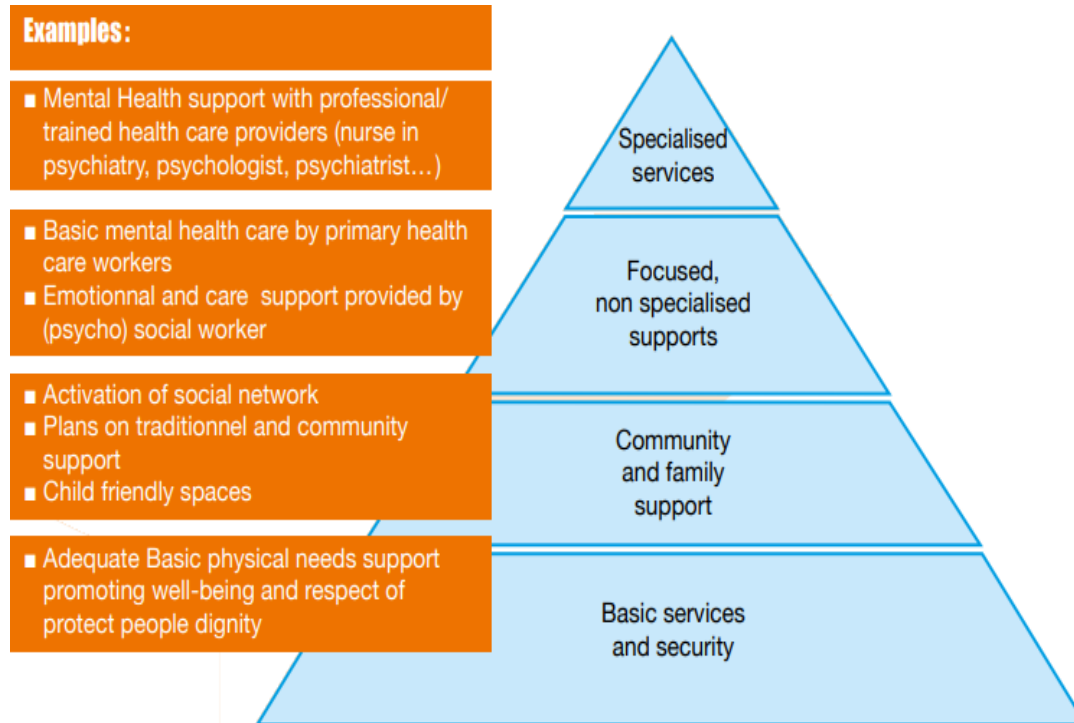 Examples:
■ Mental Health support with professional/
trained health care providers (nurse in
psychiatry, psychologist, psychiatrist...)
■ Basic mental health care by primary health
care workers
■ Emotionnal and care support provided by
(psycho) social worker
■ Activation of social network
■ Plans on traditionnel and community
support
■ Child friendly spaces
■ Adequate Basic physical needs support
promoting well-being and respect of
protect people dignity
Specialised
services
Focused,
non specialised
supports
Community
and family
support
Basic services
and security